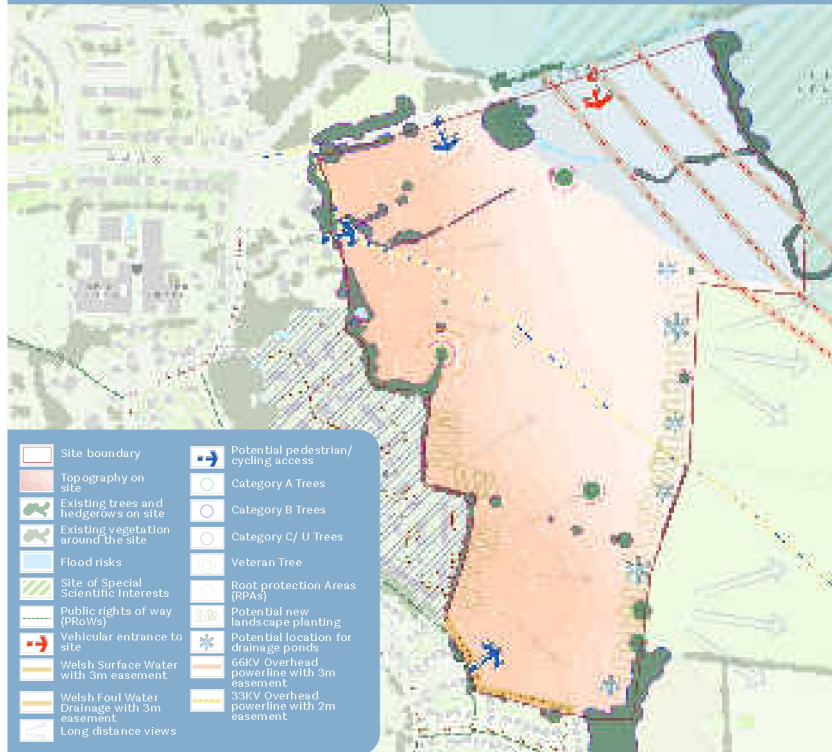 Site boundary
Topography on
site
Existing trees and
hedgerows on site
Existing vegetation
around the site
Flood risks
Site of Special
Scientific Interests
Public rights of way
(PRoWs)
Vehicular entrance to
site
Welsh Surface Water
with 3m easement
Welsh Foul Water
Drainage with 3m
easement
Long distance views
Potential pedestrian/
cycling access
Category A Trees
Category B Trees
Category C/ U Trees
Veteran Tree
Root protection Areas
(RPAs)
Potential new
landscape planting
Potential location for
drainage ponds
66KV Overhead
powerline with 3m
easement
33KV Overhead
powerline with 2m
easement